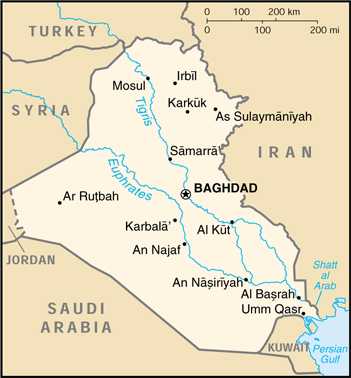 0 100 200 km
0 100 200 mi
TURKEY
SYRIA
IRAN
Mosul
Irbīl
Karkūk
As Sulaymānīyah
Tigris
Sāmarrā'
Euphrates
BAGHDAD
Ar Ruṭbah
Karbalā'
Al Kūt
An Najaf
JORDAN
An Nāṣirīyah
Al Baṣrah
Umm Qasr
Shatt
al
Arab
SAUDI
ARABIA
KUWAIT
Persian
Gulf